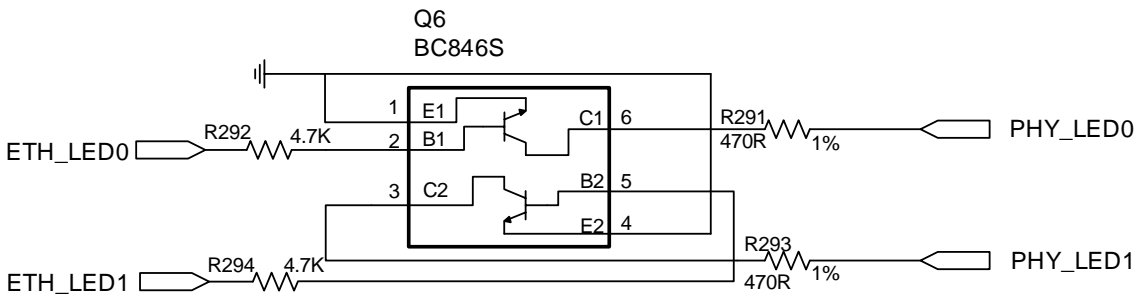 Q6
BC846S
1 E1 C1 6
R291
470R 1%
PHY_LED0
R292 4.7K
2 B1
ETH_LED0
B2 5
3 C2
E2 4
R293
470R 1%
PHY_LED1
R294 4.7K
ETH_LED1